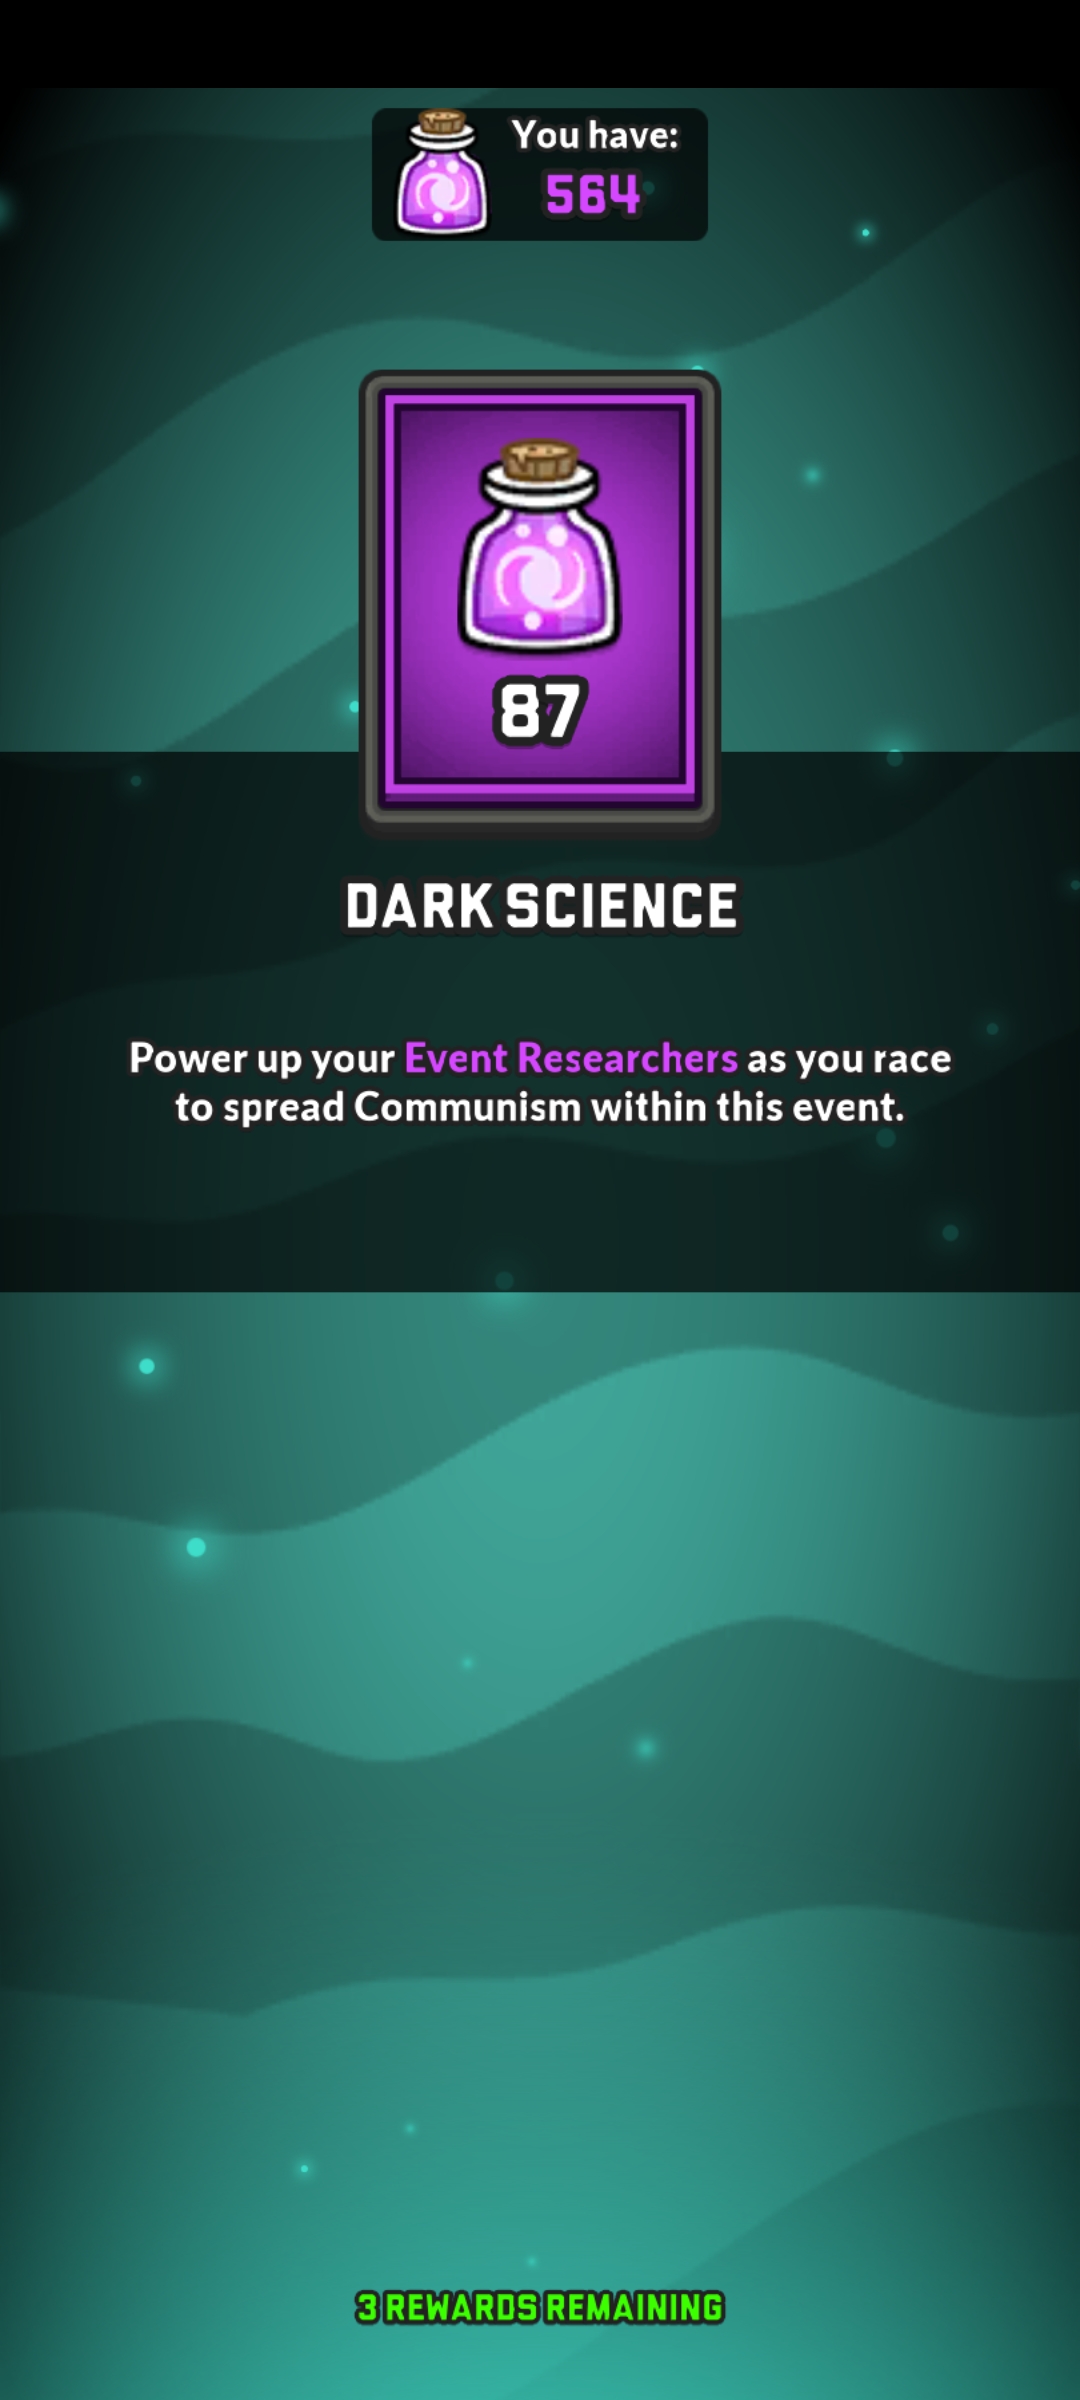 You have:
564
87
DARK SCIENCE
Power up your Event Researchers as you race
to spread Communism within this event.
3 REWARDS REMAINING